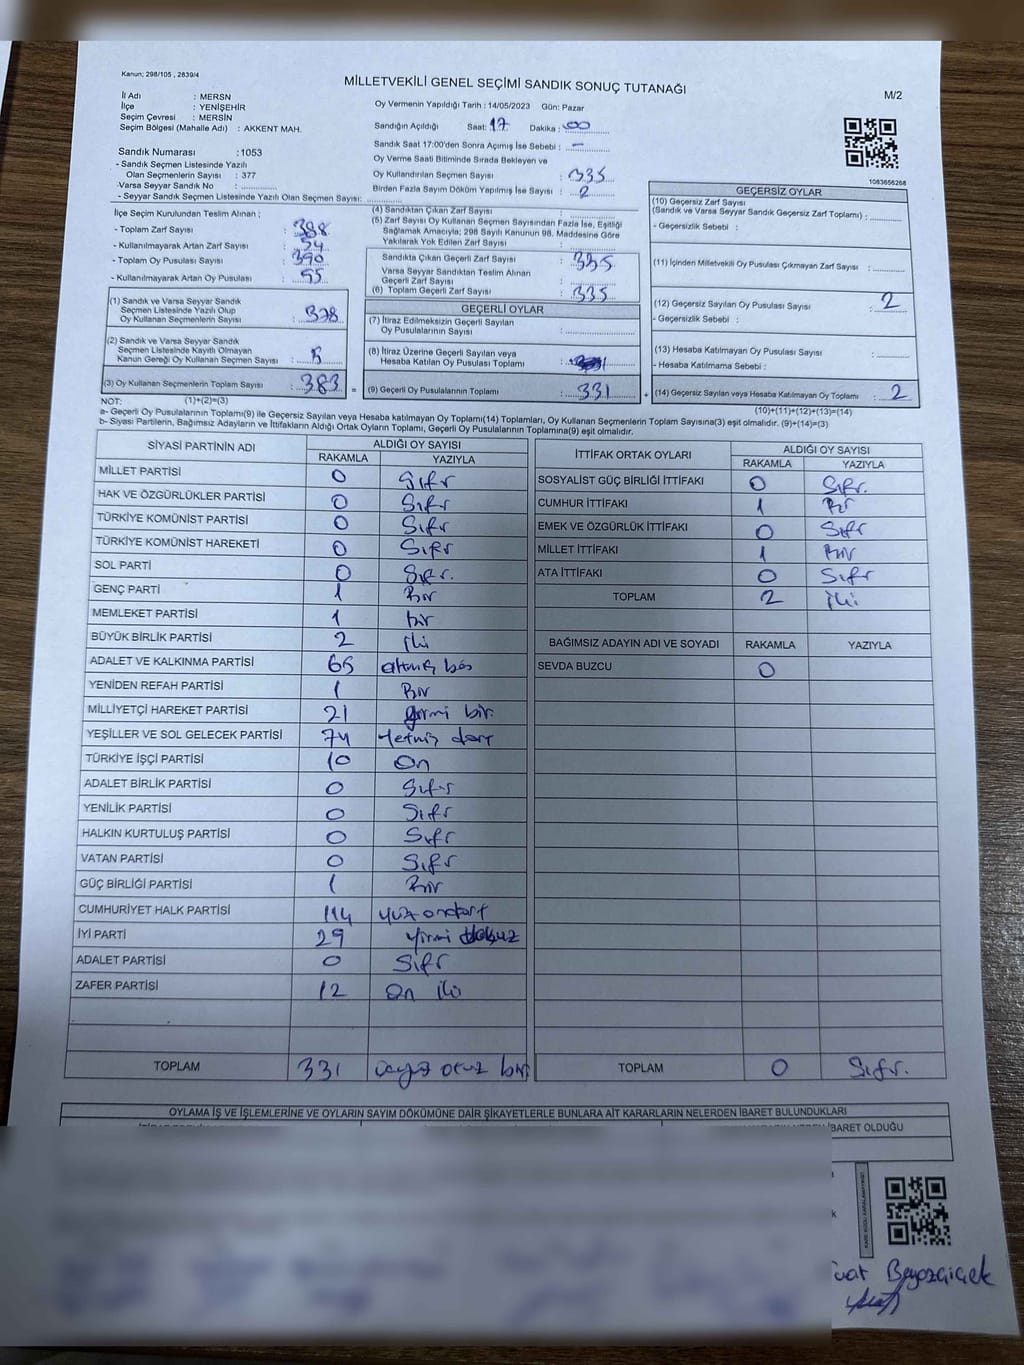 Kanun; 298/105 , 2839/4
MİLLETVEKİLİ GENEL SEÇİMİ SANDIK SONUÇ TUTANAĞI
M/2
İl Adı : MERSN
İlçe : YENİŞEHİR
Seçim Çevresi : MERSİN
Seçim Bölgesi (Mahalle Adı) : AKKENT MAH.
Oy Vermenin Yapıldığı Tarih : 14/05/2023 Gün: Pazar
Sandığın Açıldığı Saat: 17 Dakika : 00
Sandık Saat 17:00'den Sonra Açımış İse Sebebi : -
Oy Verme Saati Bitiminde Sırada Bekleyen ve
Oy Kullandırılan Seçmen Sayısı : 335
Birden Fazla Sayım Döküm Yapılmış İse Sayısı : 2
Sandık Numarası : 1053
- Sandık Seçmen Listesinde Yazılı
Olan Seçmenlerin Sayısı : 377
Varsa Seyyar Sandık No :
- Seyyar Sandık Seçmen Listesinde Yazılı Olan Seçmen Sayısı:
1083656268
İlçe Seçim Kurulundan Teslim Alınan ;
- Toplam Zarf Sayısı : 388
- Kullanılmayarak Artan Zarf Sayısı : 54
- Toplam Oy Pusulası Sayısı : 390
- Kullanılmayarak Artan Oy Pusulası : 55
(4) Sandıktan Çıkan Zarf Sayısı :
(5) Zarf Sayısı Oy Kullanan Seçmen Sayısından Fazla İse, Eşitliği
Sağlamak Amacıyla; 298 Sayılı Kanunun 98. Maddesine Göre
Yakılarak Yok Edilen Zarf Sayısı :
Sandıkta Çıkan Geçerli Zarf Sayısı : 335
Varsa Seyyar Sandıktan Teslim Alınan
Geçerli Zarf Sayısı :
(6) Toplam Geçerli Zarf Sayısı : 335
GEÇERSİZ OYLAR
(10) Geçersiz Zarf Sayısı
(Sandık ve Varsa Seyyar Sandık Geçersiz Zarf Toplamı) :
- Geçersizlik Sebebi :
(11) İçinden Milletvekili Oy Pusulası Çıkmayan Zarf Sayısı :
(12) Geçersiz Sayılan Oy Pusulası Sayısı : 2
- Geçersizlik Sebebi :
(13) Hesaba Katılmayan Oy Pusulası Sayısı :
- Hesaba Katılmama Sebebi :
(14) Geçersiz Sayılan veya Hesaba Katılmayan Oy Toplamı : 2
(1) Sandık ve Varsa Seyyar Sandık
Seçmen Listesinde Yazılı Olup
Oy Kullanan Seçmenlerin Sayısı : 378
(2) Sandık ve Varsa Seyyar Sandık
Seçmen Listesinde Kayıtlı Olmayan
Kanun Gereği Oy Kullanan Seçmen Sayısı :
(3) Oy Kullanan Seçmenlerin Toplam Sayısı : 383 =
GEÇERLİ OYLAR
(7) İtiraz Edilmeksizin Geçerli Sayılan
Oy Pusulalarının Sayısı :
(8) İtiraz Üzerine Geçerli Sayılan veya
Hesaba Katılan Oy Pusulası Toplamı :
(9) Geçerli Oy Pusulalarının Toplamı : 331 +
NOT: (1)+(2)=(3)
(10)+(11)+(12)+(13)=(14)
a- Geçerli Oy Pusulalarının Toplamı(9) ile Geçersiz Sayılan veya Hesaba katılmayan Oy Toplamı(14) Toplamları, Oy Kullanan Seçmenlerin Toplam Sayısına(3) eşit olmalıdır. (9)+(14)=(3)
b- Siyasi Partilerin, Bağımsız Adayların ve İttifakların Aldığı Ortak Oyların Toplamı, Geçerli Oy Pusulalarının Toplamına(9) eşit olmalıdır.
SİYASİ PARTİNİN ADI ALDIĞI OY SAYISI
RAKAMLA YAZIYLA
MİLLET PARTİSİ 0 Sıfır
HAK VE ÖZGÜRLÜKLER PARTİSİ 0 Sıfır
TÜRKİYE KOMÜNİST PARTİSİ 0 Sıfır
TÜRKİYE KOMÜNİST HAREKETİ 0 Sıfır
SOL PARTİ 0 Sıfır.
GENÇ PARTİ 1 Bir
MEMLEKET PARTİSİ 1 bir
BÜYÜK BİRLİK PARTİSİ 2 iki
ADALET VE KALKINMA PARTİSİ 65 altmış beş
YENİDEN REFAH PARTİSİ 1 Bir
MİLLİYETÇİ HAREKET PARTİSİ 21 yirmi bir.
YEŞİLLER VE SOL GELECEK PARTİSİ 74 Yetmiş dört
TÜRKİYE İŞÇİ PARTİSİ 10 On
ADALET BİRLİK PARTİSİ 0 Sıfır
YENİLİK PARTİSİ 0 Sıfır
HALKIN KURTULUŞ PARTİSİ 0 Sıfır
VATAN PARTİSİ 0 Sıfır
GÜÇ BİRLİĞİ PARTİSİ 1 Bir
CUMHURİYET HALK PARTİSİ 114 yüz ondört
İYİ PARTİ 29 yirmi dokuz
ADALET PARTİSİ 0 Sıfır
ZAFER PARTİSİ 12 On iki
TOPLAM 331 üçyüz otuz bir
İTTİFAK ORTAK OYLARI ALDIĞI OY SAYISI
RAKAMLA YAZIYLA
SOSYALİST GÜÇ BİRLİĞİ İTTİFAKI 0 Sıfır.
CUMHUR İTTİFAKI 1 Bir
EMEK VE ÖZGÜRLÜK İTTİFAKI 0 Sıfır
MİLLET İTTİFAKI 1 Bir
ATA İTTİFAKI 0 Sıfır
TOPLAM 2 iki
BAĞIMSIZ ADAYIN ADI VE SOYADI RAKAMLA YAZIYLA
SEVDA BUZCU 0
TOPLAM 0 Sıfır.
OYLAMA İŞ VE İŞLEMLERİNE VE OYLARIN SAYIM DÖKÜMÜNE DAİR ŞİKAYETLERLE BUNLARA AİT KARARLARIN NELERDEN İBARET BULUNDUKLARI
İBARET OLDUĞU
KARE KODU KARALAMAYINIZ!